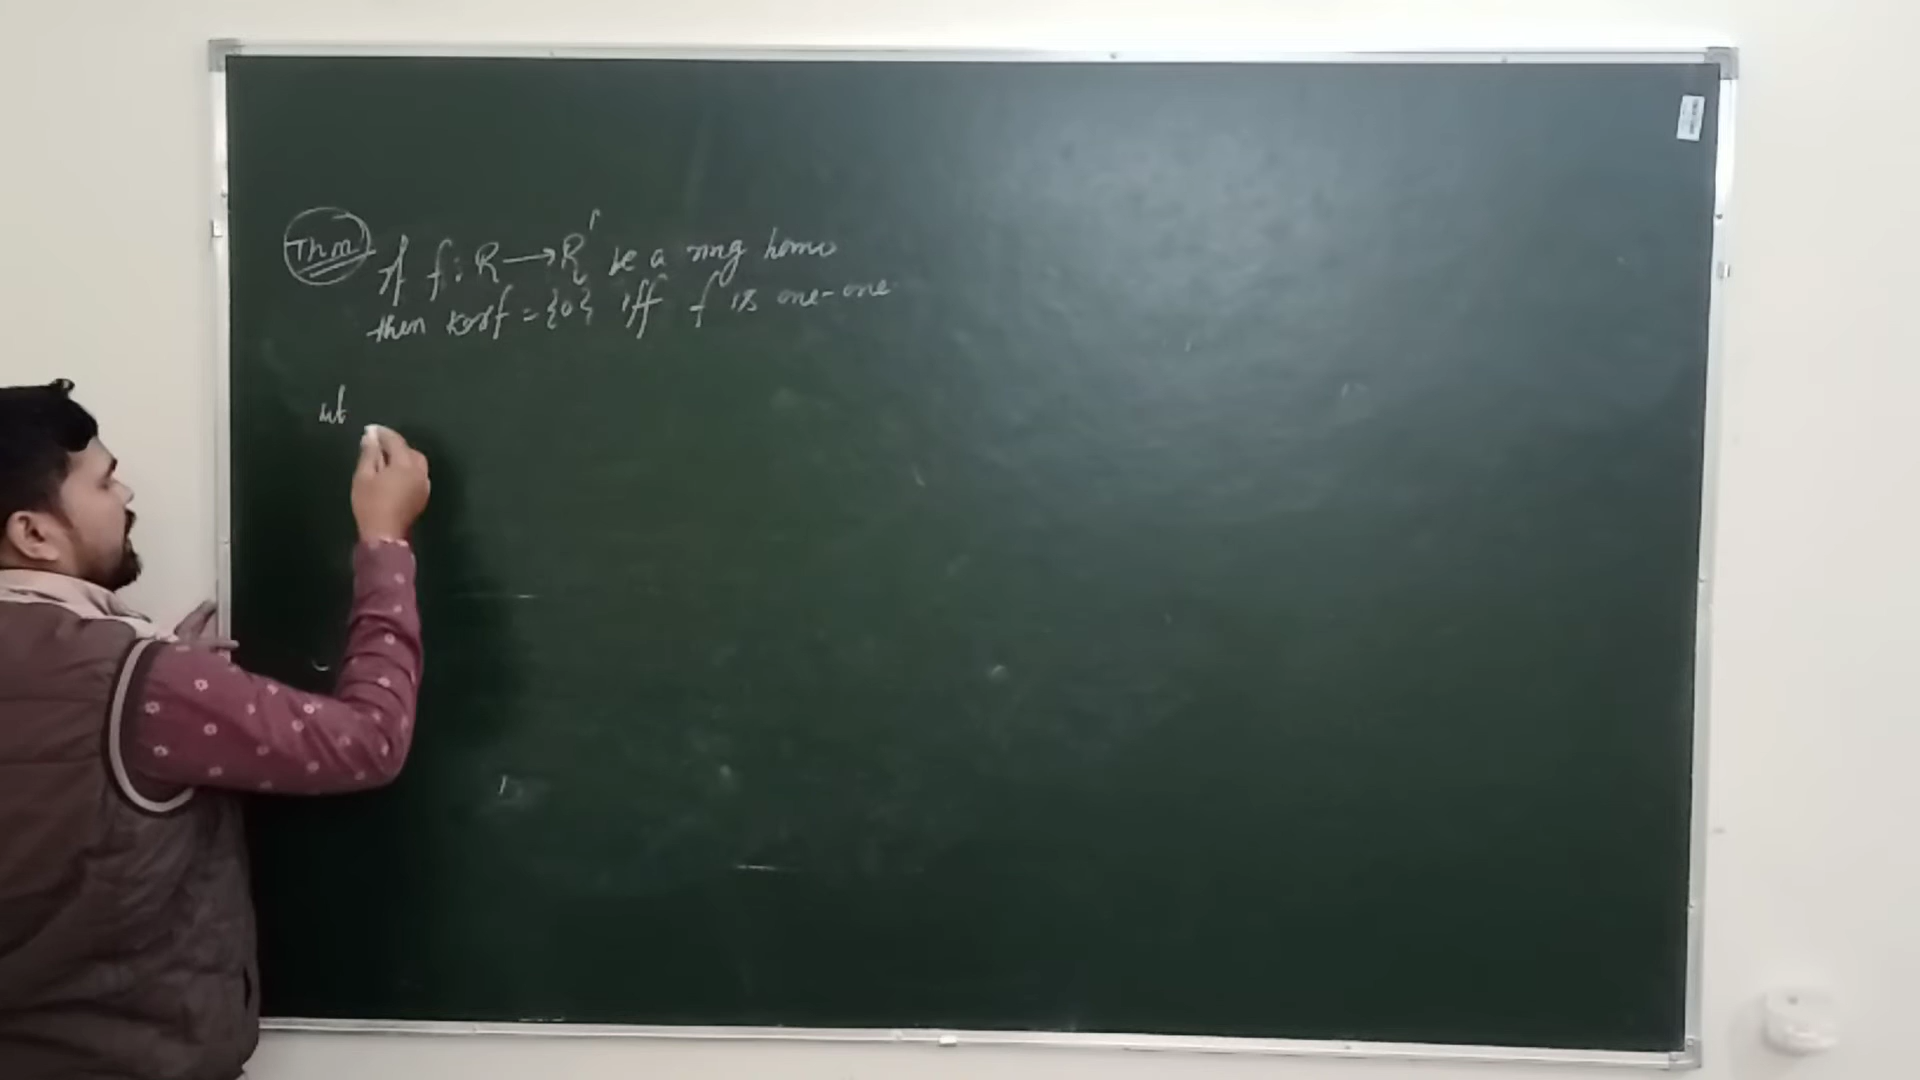 Thm If f: R → R' be a ring homo
then kerf = {0} iff f is one-one
let